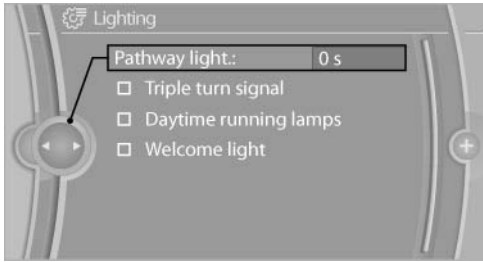 Lighting
Pathway light.: 0 s
Triple turn signal
Daytime running lamps
Welcome light